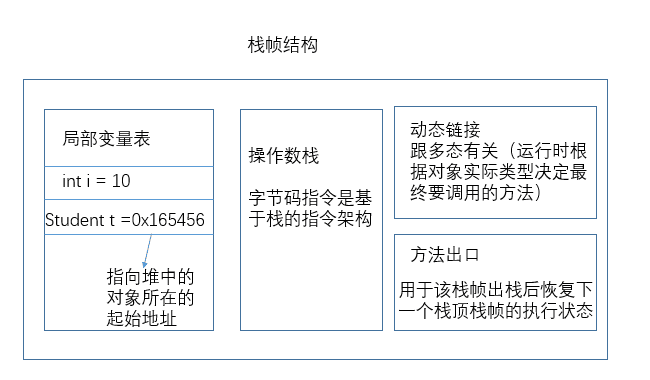 栈帧结构
局部变量表
int i = 10
Student t =0x165456
指向堆中的
对象所在的
起始地址
操作数栈
字节码指令是基
于栈的指令架构
动态链接
跟多态有关（运行时根
据对象实际类型决定最
终要调用的方法）
方法出口
用于该栈帧出栈后恢复下
一个栈顶栈帧的执行状态